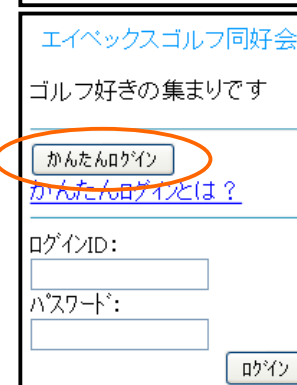 エイベックスゴルフ同好会
ゴルフ好きの集まりです
かんたんﾛｸﾞｲﾝ
かんたんﾛｸﾞｲﾝとは？
ﾛｸﾞｲﾝID:
ﾊﾟｽﾜｰﾄﾞ:
ﾛｸﾞｲﾝ